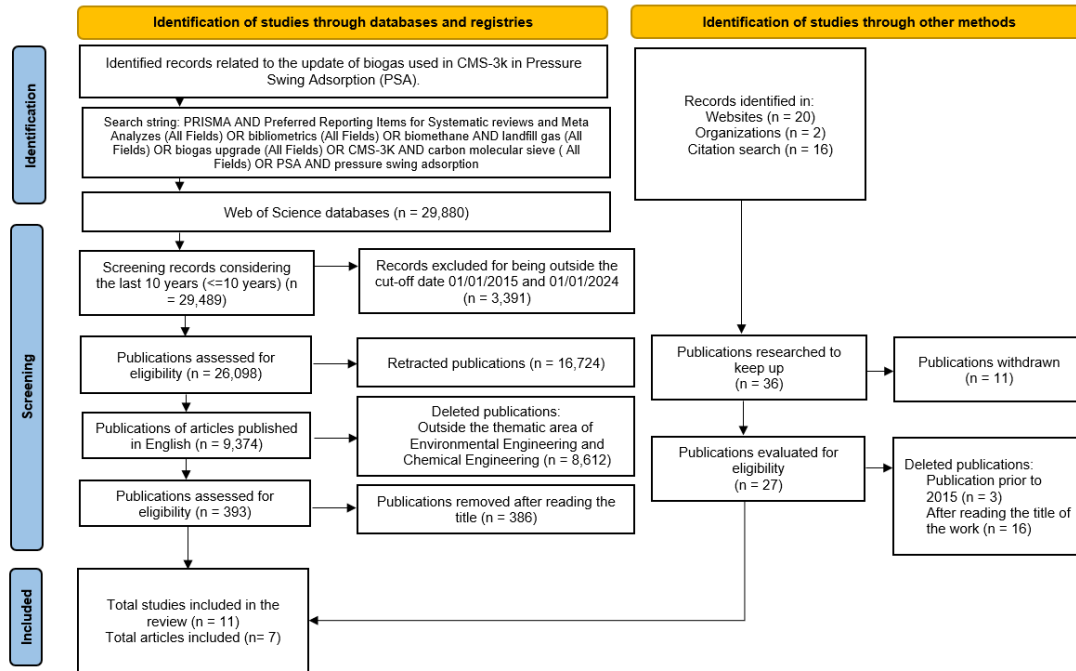 Identification of studies through databases and registries
Identification of studies through other methods
Identification
Identified records related to the update of biogas used in CMS-3k in Pressure
Swing Adsorption (PSA).
Search string: PRISMA AND Preferred Reporting Items for Systematic reviews and Meta
Analyzes (All Fields) OR bibliometrics (All Fields) OR biomethane AND landfill gas (All
Fields) OR biogas upgrade (All Fields) OR CMS-3K AND carbon molecular sieve ( All
Fields) OR PSA AND pressure swing adsorption
Web of Science databases (n = 29,880)
Records identified in:
Websites (n = 20)
Organizations (n = 2)
Citation search (n = 16)
Screening
Screening records considering
the last 10 years (<=10 years) (n
= 29,489)
Records excluded for being outside the
cut-off date 01/01/2015 and 01/01/2024
(n = 3,391)
Publications assessed for
eligibility (n = 26,098)
Retracted publications (n = 16,724)
Publications of articles published
in English (n = 9,374)
Deleted publications:
Outside the thematic area of
Environmental Engineering and
Chemical Engineering (n = 8,612)
Publications assessed for
eligibility (n = 393)
Publications removed after reading the
title (n = 386)
Publications researched to
keep up
(n = 36)
Publications withdrawn
(n = 11)
Publications evaluated for
eligibility
(n = 27)
Deleted publications:
Publication prior to
2015 (n = 3)
After reading the title of
the work (n = 16)
Included
Total studies included in the
review (n = 11)
Total articles included (n= 7)